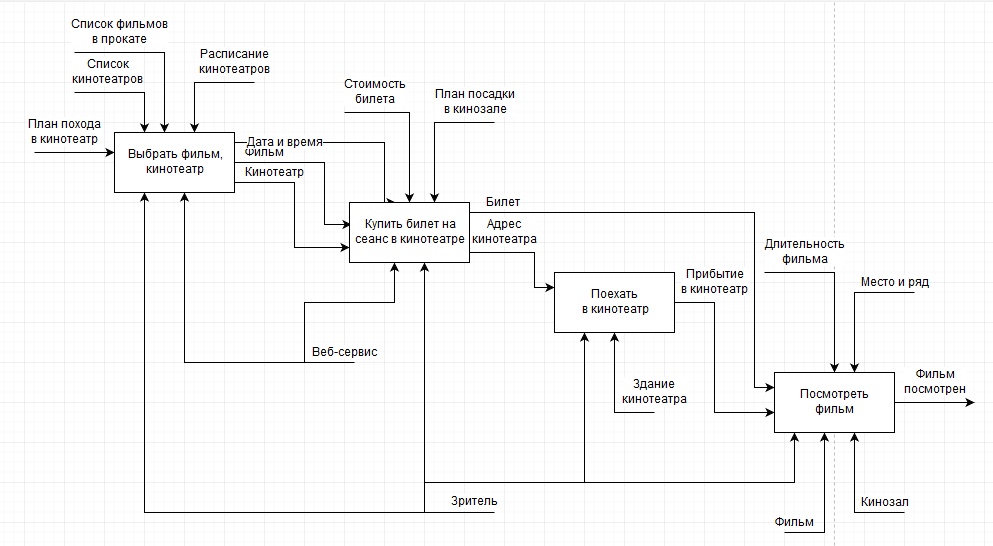 Список фильмов
в прокате
Список
кинотеатров
Расписание
кинотеатров
План похода
в кинотеатр
Выбрать фильм,
кинотеатр
Дата и время
Фильм
Кинотеатр
Стоимость
билета
План посадки
в кинозале
Купить билет на
сеанс в кинотеатре
Билет
Адрес
кинотеатра
Поехать
в кинотеатр
Прибытие
в кинотеатр
Длительность
фильма
Место и ряд
Посмотреть
фильм
Фильм
посмотрен
Веб-сервис
Здание
кинотеатра
Зритель
Фильм
Кинозал